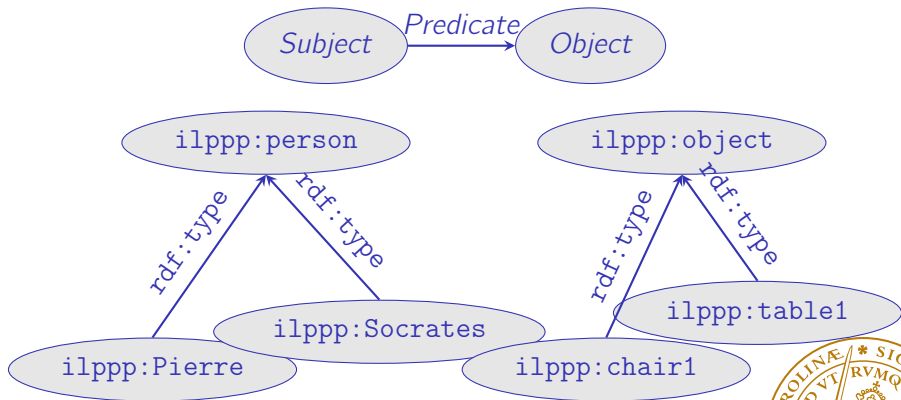 Subject Predicate Object
ilppp:person ilppp:object
rdf:type rdf:type rdf:type rdf:type
ilppp:Socrates ilppp:table1
ilppp:Pierre ilppp:chair1